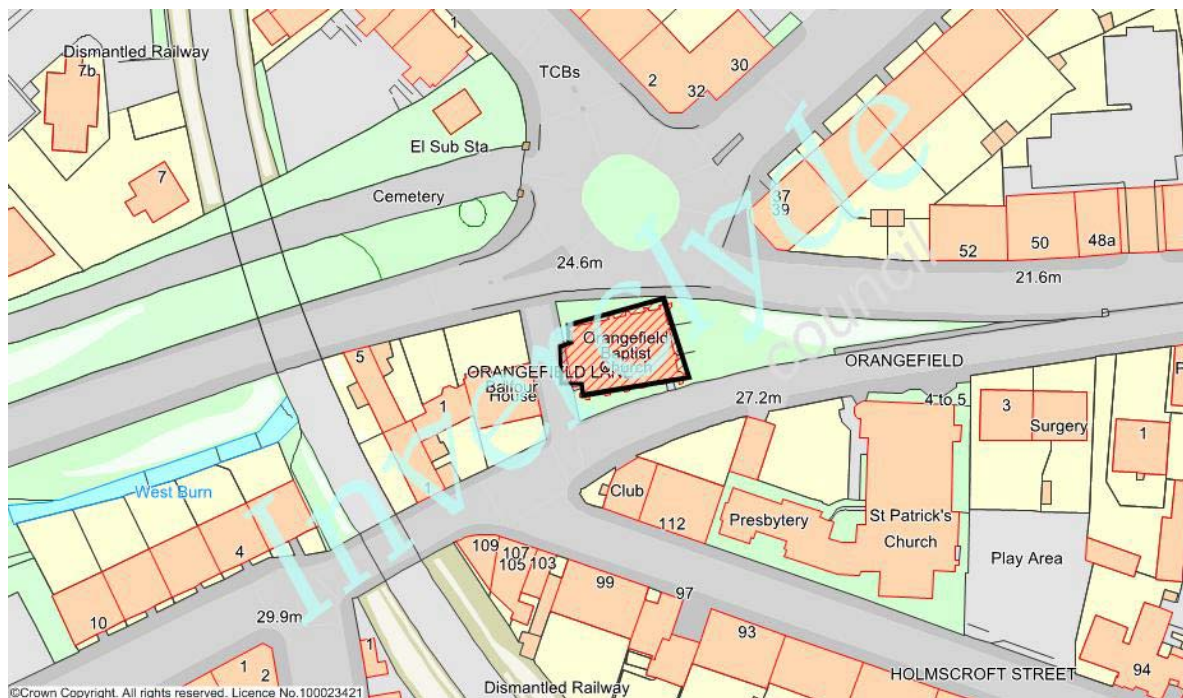 1
Dismantled Railway
7b
TCBs
30
2
32
El Sub Sta
7
Cemetery
37
39
52
50
48a
24.6m
21.6m
Orangefield
Baptist
Church
ORANGEFIELD
5
ORANGEFIELD LANE
Balfour
House
27.2m
4 to 5
3
Surgery
1
1
1
West Burn
Club
112
Presbytery
St Patrick's
Church
Play Area
4
109
107
105
103
99
97
10
29.9m
93
1
2
1
HOLMSCROFT STREET
94
Dismantled Railway
Inverclyde
council
©Crown Copyright. All rights reserved. Licence No.100023421